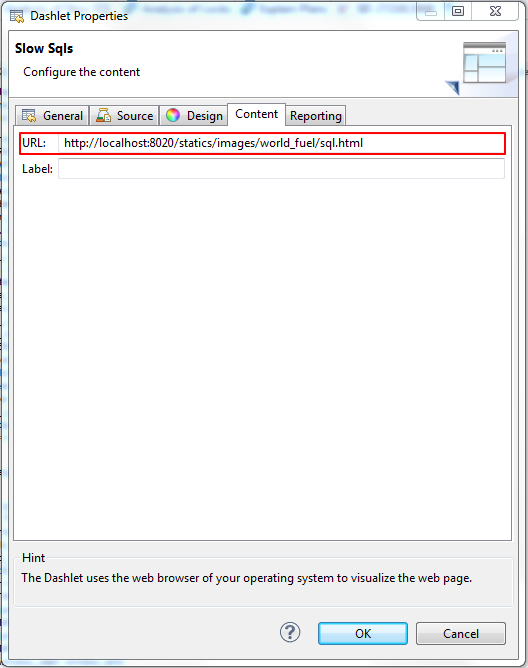 Dashlet Properties
Slow Sqls
Configure the content
General Source Design Content Reporting
URL: http://localhost:8020/statics/images/world_fuel/sql.html
Label:
Hint
The Dashlet uses the web browser of your operating system to visualize the web page.
? OK Cancel